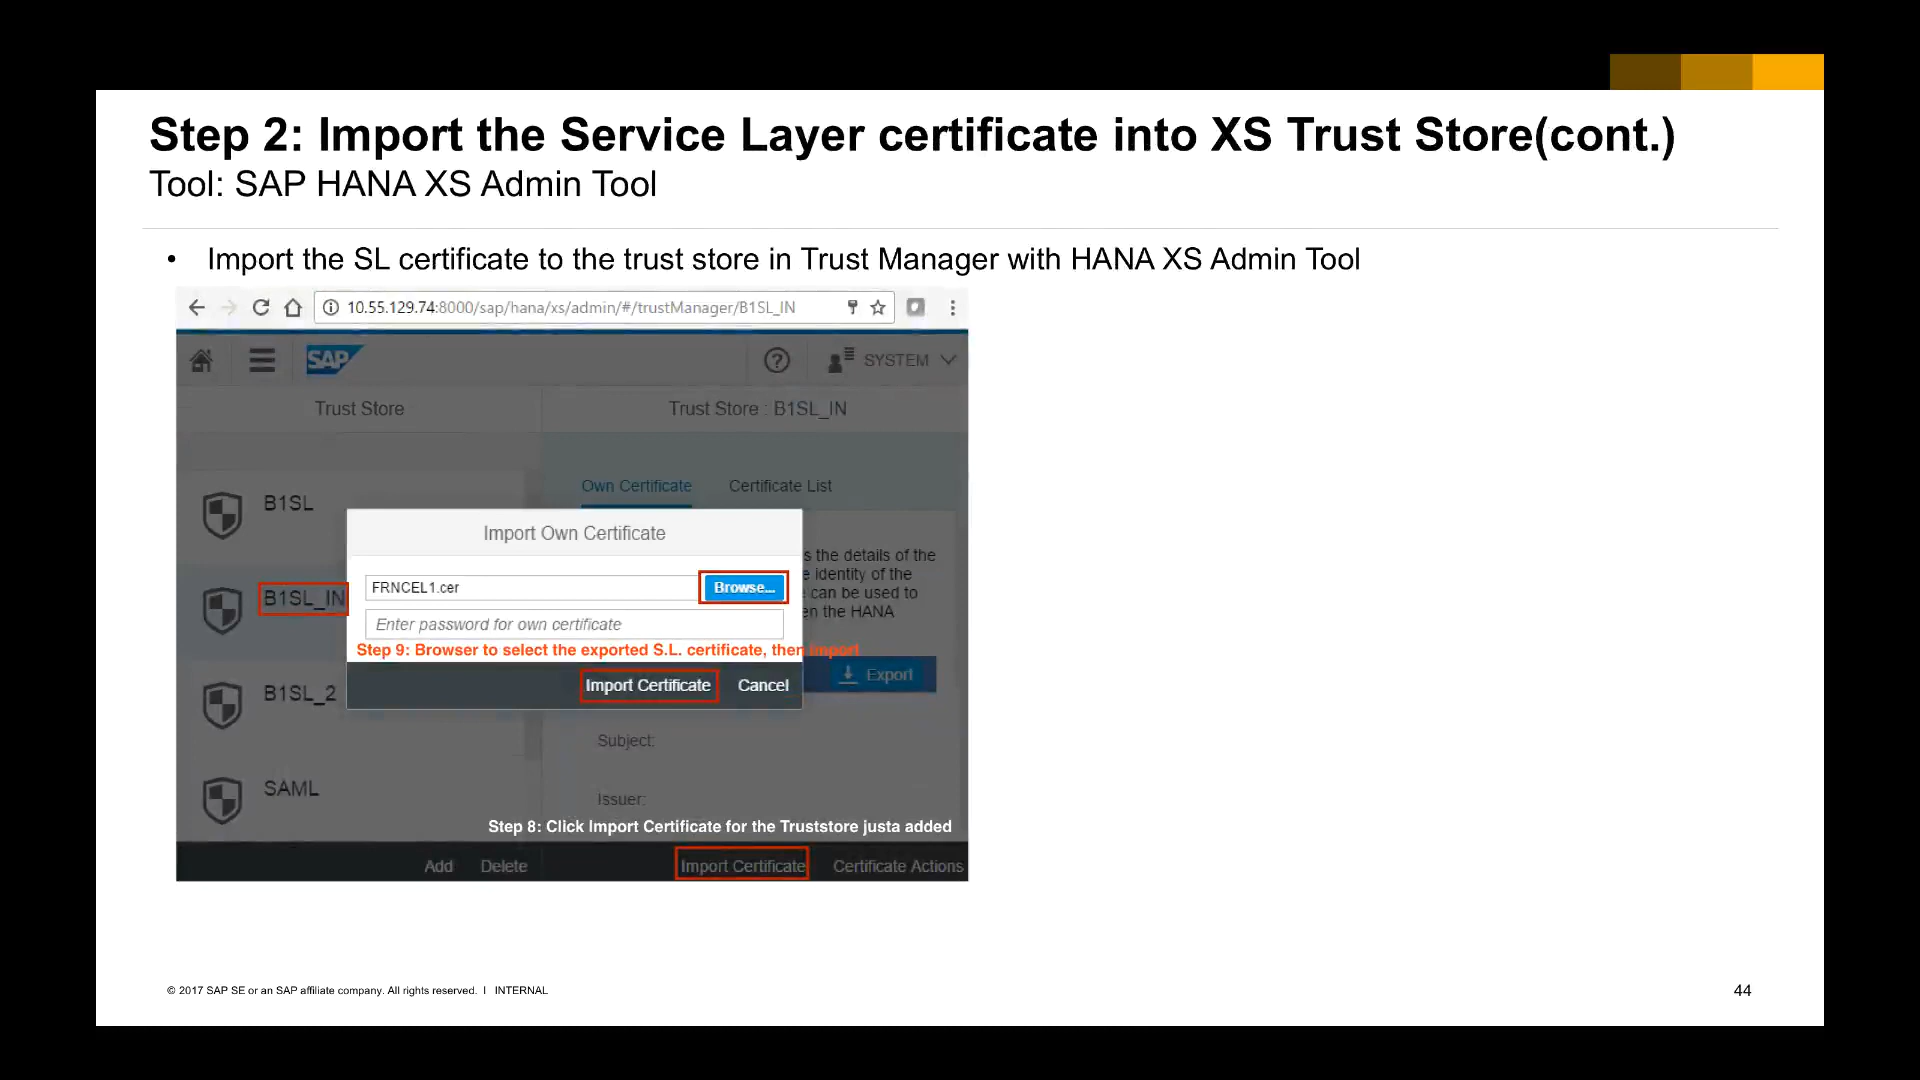 Step 2: Import the Service Layer certificate into XS Trust Store(cont.)
Tool: SAP HANA XS Admin Tool
• Import the SL certificate to the trust store in Trust Manager with HANA XS Admin Tool
10.55.129.74:8000/sap/hana/xs/admin/#/trustManager/B1SL_IN
SAP
SYSTEM
Trust Store
Trust Store : B1SL_IN
Own Certificate
Certificate List
B1SL
B1SL_IN
B1SL_2
SAML
Import Own Certificate
FRNCEL1.cer
Browse...
Enter password for own certificate
Step 9: Browser to select the exported S.L. certificate, then Import
Import Certificate
Cancel
s the details of the
e identity of the
can be used to
en the HANA
Export
Subject:
Issuer:
Step 8: Click Import Certificate for the Truststore justa added
Add
Delete
Import Certificate
Certificate Actions
© 2017 SAP SE or an SAP affiliate company. All rights reserved. I INTERNAL
44